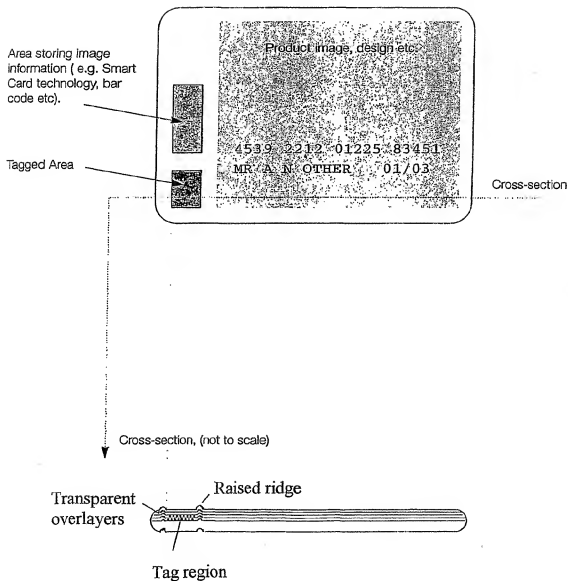 Product image, design etc.
Area storing image
information ( e.g. Smart
Card technology, bar
code etc).
4539 2212 01225 83451
MR A N OTHER 01/03
Tagged Area
Cross-section
Cross-section, (not to scale)
Raised ridge
Transparent
overlayers
Tag region